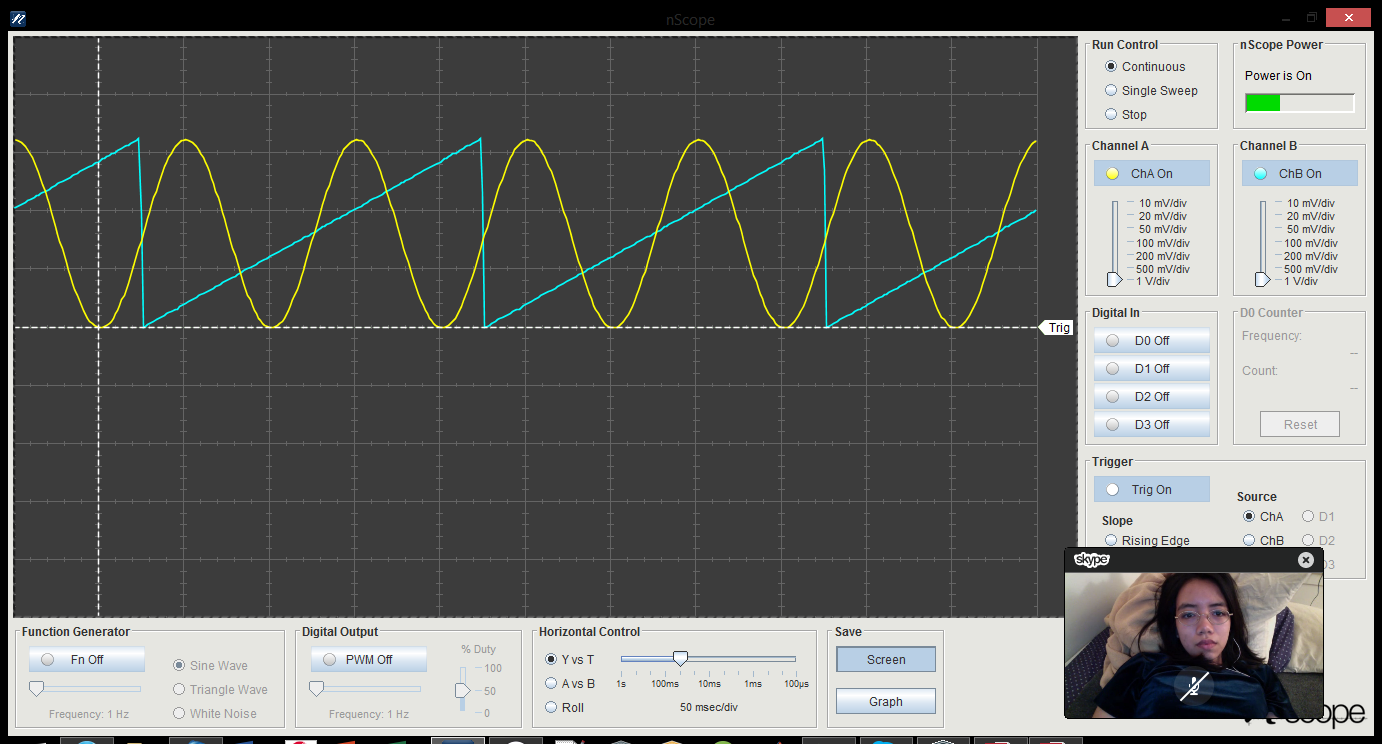 nScope
Run Control
Continuous
Single Sweep
Stop
nScope Power
Power is On
Channel A
ChA On
10 mV/div
20 mV/div
50 mV/div
100 mV/div
200 mV/div
500 mV/div
1 V/div
Channel B
ChB On
10 mV/div
20 mV/div
50 mV/div
100 mV/div
200 mV/div
500 mV/div
1 V/div
Trig
Digital In
D0 Off
D1 Off
D2 Off
D3 Off
D0 Counter
Frequency:
--
Count:
--
Reset
Trigger
Trig On
Slope
Rising Edge
Source
ChA
D1
ChB
D2
D3
skype
Function Generator
Fn Off
Sine Wave
Triangle Wave
White Noise
Frequency: 1 Hz
Digital Output
PWM Off
% Duty
100
50
0
Frequency: 1 Hz
Horizontal Control
Y vs T
A vs B
Roll
1s 100ms 10ms 1ms 100µs
50 msec/div
Save
Screen
Graph